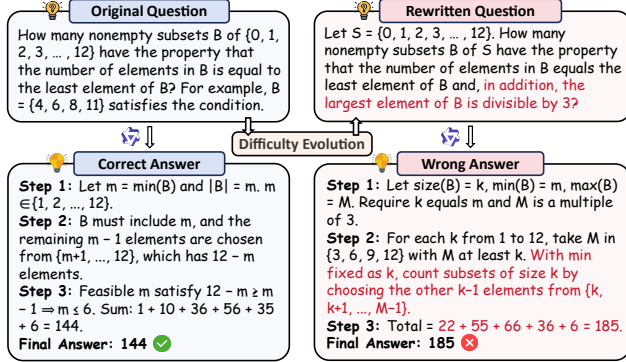 Original Question
How many nonempty subsets B of {0, 1,
2, 3, ... , 12} have the property that
the number of elements in B is equal to
the least element of B? For example, B
= {4, 6, 8, 11} satisfies the condition.
Rewritten Question
Let S = {0, 1, 2, 3, ... , 12}. How many
nonempty subsets B of S have the property
that the number of elements in B equals the
least element of B and, in addition, the
largest element of B is divisible by 3?
Difficulty Evolution
Correct Answer
Step 1: Let m = min(B) and |B| = m. m
∈{1, 2, ..., 12}.
Step 2: B must include m, and the
remaining m − 1 elements are chosen
from {m+1, ..., 12}, which has 12 − m
elements.
Step 3: Feasible m satisfy 12 − m ≥ m
− 1 ⟹ m ≤ 6. Sum: 1 + 10 + 36 + 56 + 35
+ 6 = 144.
Final Answer: 144
Wrong Answer
Step 1: Let size(B) = k, min(B) = m, max(B)
= M. Require k equals m and M is a multiple
of 3.
Step 2: For each k from 1 to 12, take M in
{3, 6, 9, 12} with M at least k. With min
fixed as k, count subsets of size k by
choosing the other k−1 elements from {k,
k+1, ..., M−1}.
Step 3: Total = 22 + 55 + 66 + 36 + 6 = 185.
Final Answer: 185